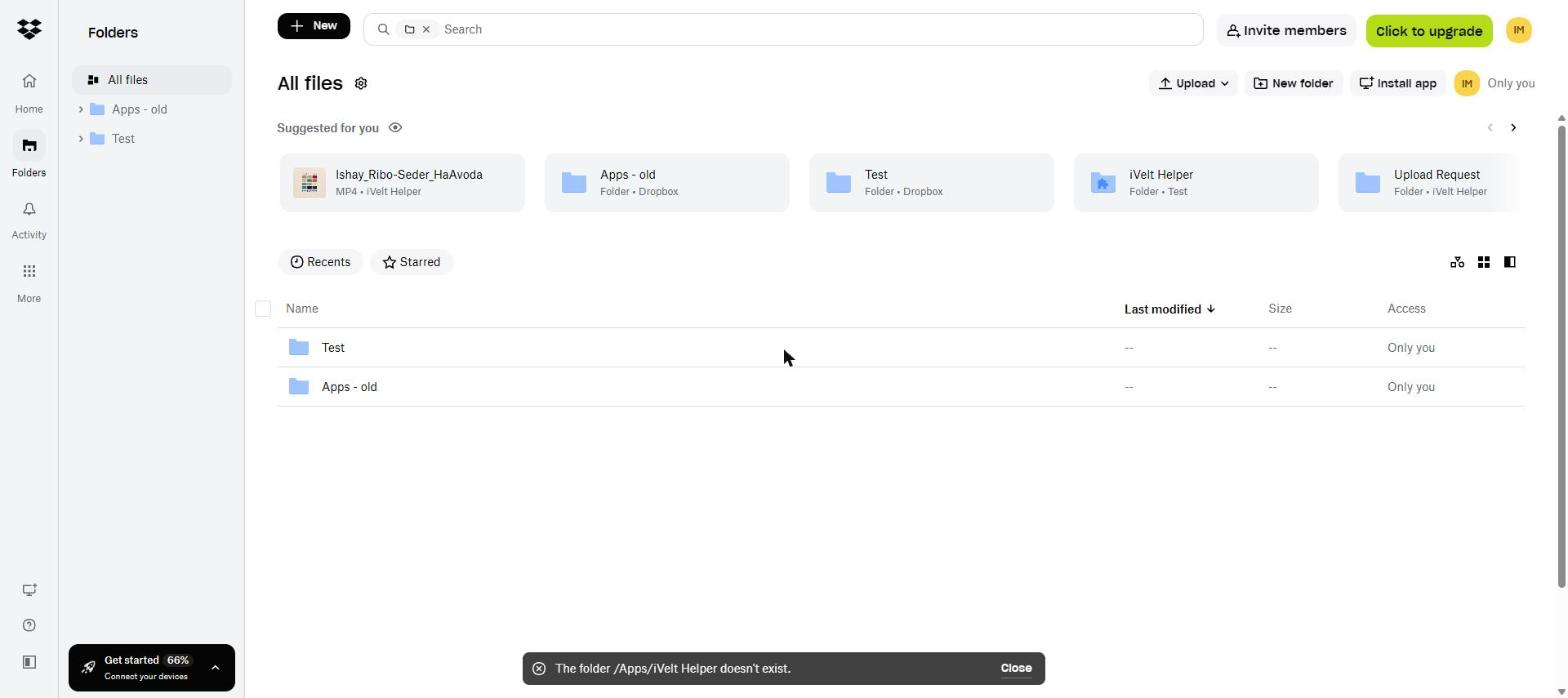 Folders
New
Search
Invite members
Click to upgrade
IM
All files
Home
Apps - old
Test
Folders
Activity
More
All files
Upload
New folder
Install app
IM
Only you
Suggested for you
Ishay_Ribo-Seder_HaAvoda
MP4 • iVelt Helper
Apps - old
Folder • Dropbox
Test
Folder • Dropbox
iVelt Helper
Folder • Test
Upload Request
Folder • iVelt Helper
Recents
Starred
Name
Last modified
Size
Access
Test
--
--
Only you
Apps - old
--
--
Only you
Get started 66%
Connect your devices
The folder /Apps/iVelt Helper doesn't exist.
Close